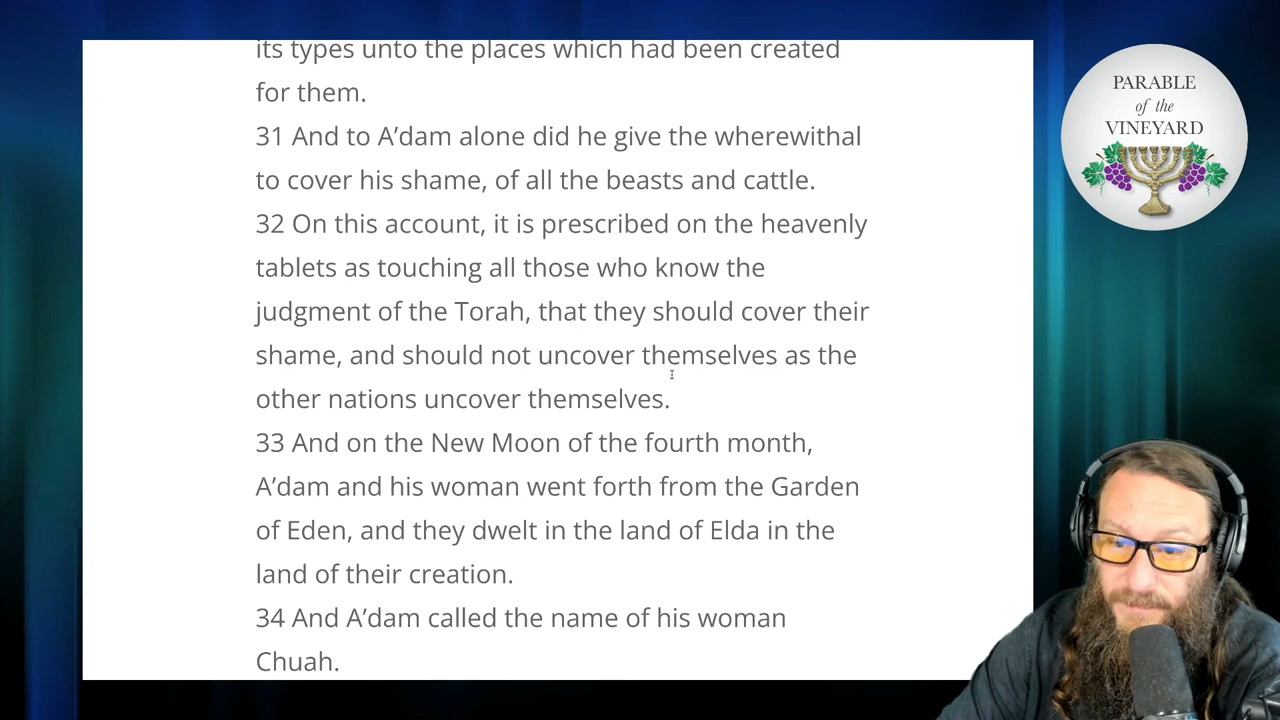 its types unto the places which had been created
for them.
31 And to A’dam alone did he give the wherewithal
to cover his shame, of all the beasts and cattle.
32 On this account, it is prescribed on the heavenly
tablets as touching all those who know the
judgment of the Torah, that they should cover their
shame, and should not uncover themselves as the
other nations uncover themselves.
33 And on the New Moon of the fourth month,
A’dam and his woman went forth from the Garden
of Eden, and they dwelt in the land of Elda in the
land of their creation.
34 And A’dam called the name of his woman
Chuah.
PARABLE
of the
VINEYARD